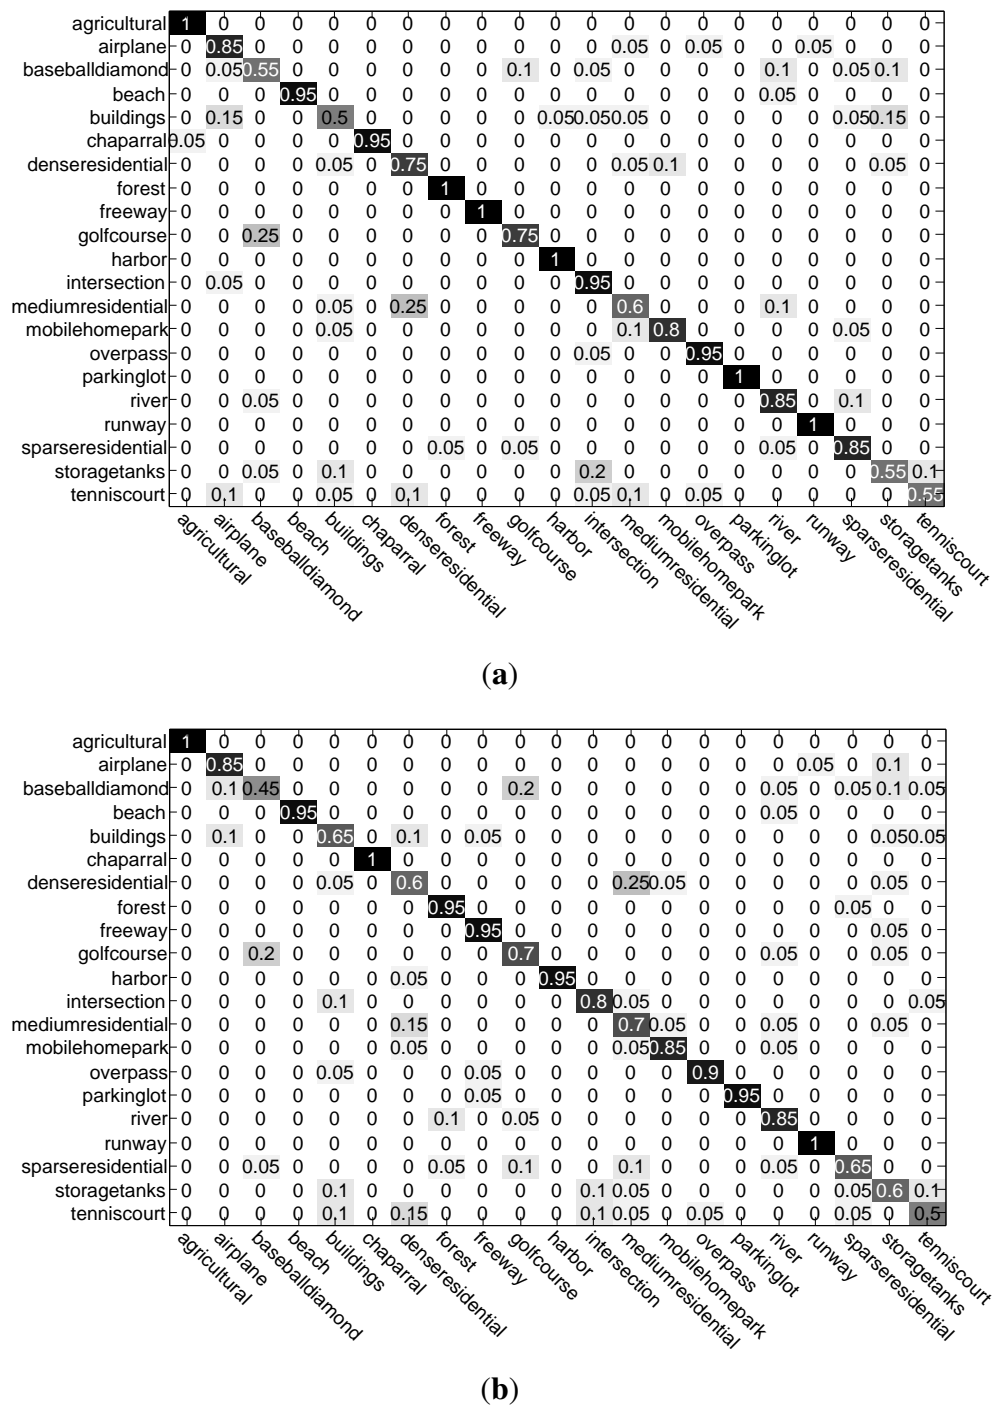 agricultural 1 0 0 0 0 0 0 0 0 0 0 0 0 0 0 0 0 0 0 0 0
airplane 0 0.85 0 0 0 0 0 0 0 0 0 0 0.05 0 0.05 0 0 0.05 0 0 0
baseballdiamond 0 0.05 0.55 0 0 0 0 0 0 0.1 0 0.05 0 0 0 0 0.1 0 0.05 0.1 0
beach 0 0 0 0.95 0 0 0 0 0 0 0 0 0 0 0 0 0.05 0 0 0 0
buildings 0 0.15 0 0 0.5 0 0 0 0 0 0.05 0.05 0.05 0 0 0 0 0 0.05 0.15 0
chaparral 0.05 0 0 0 0 0.95 0 0 0 0 0 0 0 0 0 0 0 0 0 0 0
denseresidential 0 0 0 0 0.05 0 0.75 0 0 0 0 0 0.05 0.1 0 0 0 0 0 0.05 0
forest 0 0 0 0 0 0 0 1 0 0 0 0 0 0 0 0 0 0 0 0 0
freeway 0 0 0 0 0 0 0 0 1 0 0 0 0 0 0 0 0 0 0 0 0
golfcourse 0 0 0.25 0 0 0 0 0 0 0.75 0 0 0 0 0 0 0 0 0 0 0
harbor 0 0 0 0 0 0 0 0 0 0 1 0 0 0 0 0 0 0 0 0 0
intersection 0 0.05 0 0 0 0 0 0 0 0 0 0.95 0 0 0 0 0 0 0 0 0
mediumresidential 0 0 0 0 0.05 0 0.25 0 0 0 0 0 0.6 0 0 0 0.1 0 0 0 0
mobilehomepark 0 0 0 0 0.05 0 0 0 0 0 0 0 0.1 0.8 0 0 0 0 0.05 0 0
overpass 0 0 0 0 0 0 0 0 0 0 0 0.05 0 0 0.95 0 0 0 0 0 0
parkinglot 0 0 0 0 0 0 0 0 0 0 0 0 0 0 0 1 0 0 0 0 0
river 0 0 0.05 0 0 0 0 0 0 0 0 0 0 0 0 0 0.85 0 0.1 0 0
runway 0 0 0 0 0 0 0 0 0 0 0 0 0 0 0 0 0 1 0 0 0
sparseresidential 0 0 0 0 0 0 0 0.05 0 0.05 0 0 0 0 0 0 0.05 0 0.85 0 0
storagetanks 0 0 0.05 0 0.1 0 0 0 0 0 0 0.2 0 0 0 0 0 0 0 0.55 0.1
tenniscourt 0 0.1 0 0 0.05 0 0.1 0 0 0 0 0.05 0.1 0 0.05 0 0 0 0 0 0.55
agricultural airplane baseballdiamond beach buildings chaparral denseresidential forest freeway golfcourse harbor intersection mediumresidential mobilehomepark overpass parkinglot river runway sparseresidential storagetanks tenniscourt
(a)
agricultural 1 0 0 0 0 0 0 0 0 0 0 0 0 0 0 0 0 0 0 0 0
airplane 0 0.85 0 0 0 0 0 0 0 0 0 0 0 0 0 0 0 0.05 0 0.1 0
baseballdiamond 0 0.1 0.45 0 0 0 0 0 0 0.2 0 0 0 0 0 0 0.05 0 0.05 0.1 0.05
beach 0 0 0 0.95 0 0 0 0 0 0 0 0 0 0 0 0 0.05 0 0 0 0
buildings 0 0.1 0 0 0.65 0 0.1 0 0.05 0 0 0 0 0 0 0 0 0 0 0.05 0.05
chaparral 0 0 0 0 0 1 0 0 0 0 0 0 0 0 0 0 0 0 0 0 0
denseresidential 0 0 0 0 0.05 0 0.6 0 0 0 0 0 0.25 0.05 0 0 0 0 0 0.05 0
forest 0 0 0 0 0 0 0 0.95 0 0 0 0 0 0 0 0 0 0 0.05 0 0
freeway 0 0 0 0 0 0 0 0 0.95 0 0 0 0 0 0 0 0 0 0 0.05 0
golfcourse 0 0 0.2 0 0 0 0 0 0 0.7 0 0 0 0 0 0 0.05 0 0 0.05 0
harbor 0 0 0 0 0 0 0.05 0 0 0 0.95 0 0 0 0 0 0 0 0 0 0
intersection 0 0 0 0 0.1 0 0 0 0 0 0 0.8 0.05 0 0 0 0 0 0 0 0.05
mediumresidential 0 0 0 0 0 0 0.15 0 0 0 0 0 0.7 0.05 0 0 0.05 0 0 0.05 0
mobilehomepark 0 0 0 0 0 0 0.05 0 0 0 0 0 0.05 0.85 0 0 0.05 0 0 0 0
overpass 0 0 0 0 0.05 0 0 0 0.05 0 0 0 0 0 0.9 0 0 0 0 0 0
parkinglot 0 0 0 0 0 0 0 0 0.05 0 0 0 0 0 0 0.95 0 0 0 0 0
river 0 0 0 0 0 0 0 0.1 0 0.05 0 0 0 0 0 0 0.85 0 0 0 0
runway 0 0 0 0 0 0 0 0 0 0 0 0 0 0 0 0 0 1 0 0 0
sparseresidential 0 0 0.05 0 0 0 0 0.05 0 0.1 0 0 0.1 0 0 0 0.05 0 0.65 0 0
storagetanks 0 0 0 0 0.1 0 0 0 0 0 0 0.1 0.05 0 0 0 0 0 0.05 0.6 0.1
tenniscourt 0 0 0 0 0.1 0 0.15 0 0 0 0 0.1 0.05 0 0.05 0 0 0 0.05 0 0.5
agricultural airplane baseballdiamond beach buildings chaparral denseresidential forest freeway golfcourse harbor intersection mediumresidential mobilehomepark overpass parkinglot river runway sparseresidential storagetanks tenniscourt
(b)